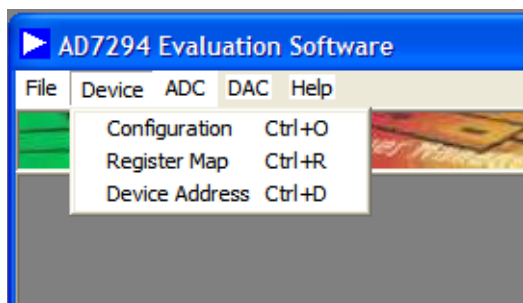 AD7294 Evaluation Software
File Device ADC DAC Help
Configuration Ctrl+O
Register Map Ctrl+R
Device Address Ctrl+D